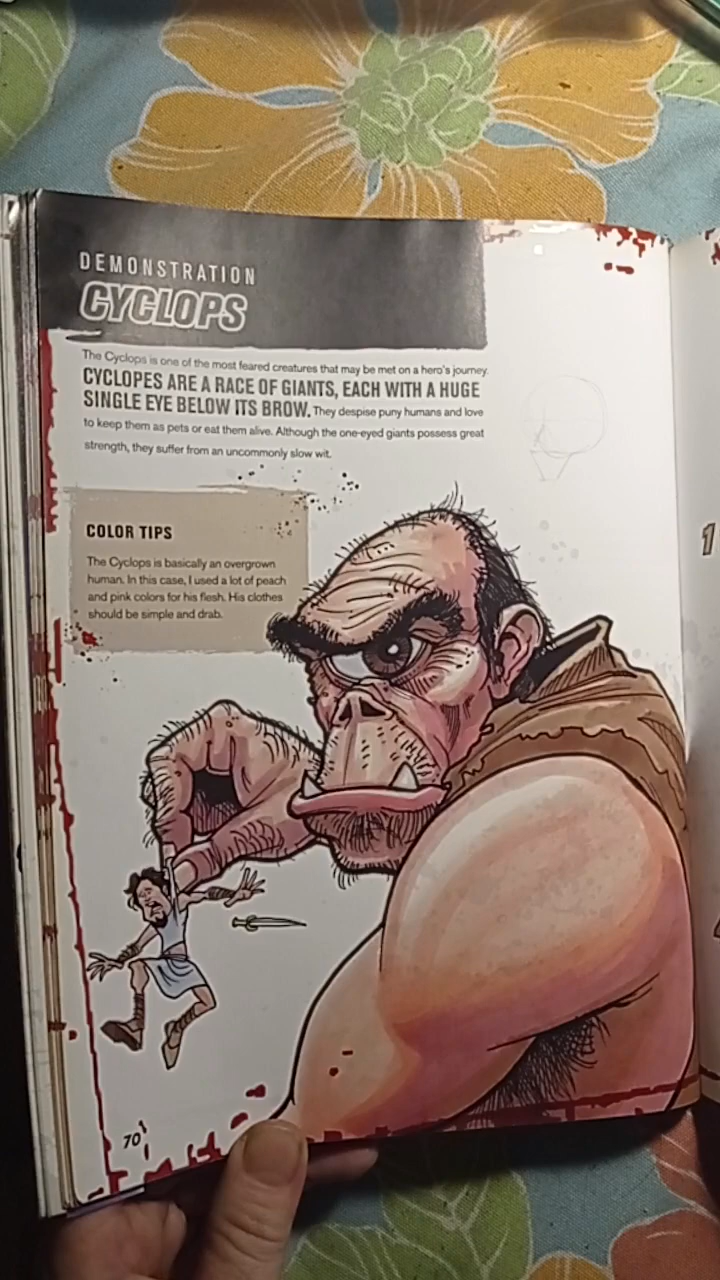 DEMONSTRATION
CYCLOPS
The Cyclops is one of the most feared creatures that may be met on a hero's journey.
CYCLOPES ARE A RACE OF GIANTS, EACH WITH A HUGE
SINGLE EYE BELOW ITS BROW. They despise puny humans and love
to keep them as pets or eat them alive. Although the one-eyed giants possess great
strength, they suffer from an uncommonly slow wit.
COLOR TIPS
The Cyclops is basically an overgrown
human. In this case, I used a lot of peach
and pink colors for his flesh. His clothes
should be simple and drab.
70
1